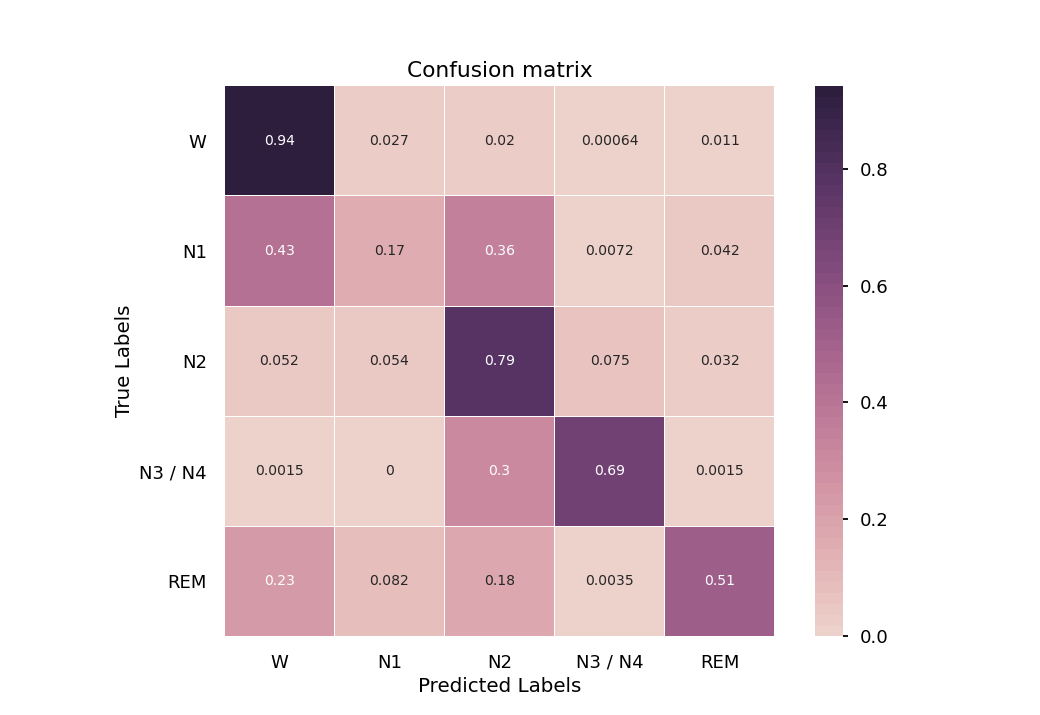 Confusion matrix
W 0.94 0.027 0.02 0.00064 0.011
0.8
N1 0.43 0.17 0.36 0.0072 0.042
0.6
True Labels
N2 0.052 0.054 0.79 0.075 0.032
0.4
N3 / N4 0.0015 0 0.3 0.69 0.0015
0.2
REM 0.23 0.082 0.18 0.0035 0.51
0.0
W N1 N2 N3 / N4 REM
Predicted Labels